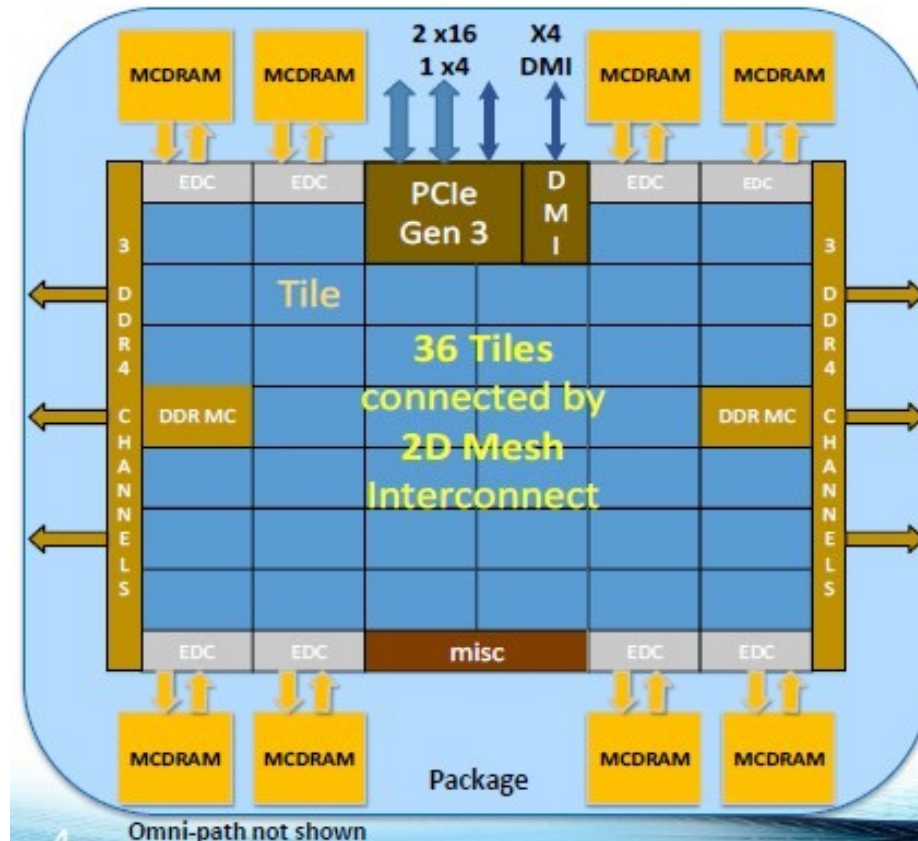 2 x16 X4
1 x4 DMI
MCDRAM MCDRAM MCDRAM MCDRAM
EDC EDC PCIe Gen 3 DMI EDC EDC
3 DDR4 CHANNELS
3 DDR4 CHANNELS
Tile
36 Tiles
connected by
DDR MC DDR MC
2D Mesh
Interconnect
EDC EDC misc EDC EDC
MCDRAM MCDRAM MCDRAM MCDRAM
Package
4 Omni-path not shown